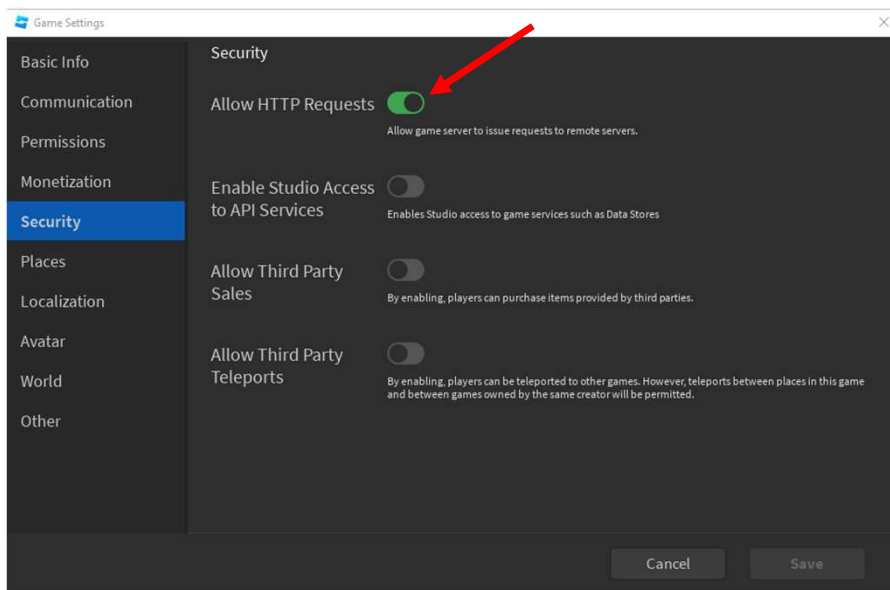 Game Settings
Basic Info
Communication
Permissions
Monetization
Security
Places
Localization
Avatar
World
Other
Security
Allow HTTP Requests
Allow game server to issue requests to remote servers.
Enable Studio Access
to API Services
Enables Studio access to game services such as Data Stores
Allow Third Party
Sales
By enabling, players can purchase items provided by third parties.
Allow Third Party
Teleports
By enabling, players can be teleported to other games. However, teleports between places in this game
and between games owned by the same creator will be permitted.
Cancel
Save